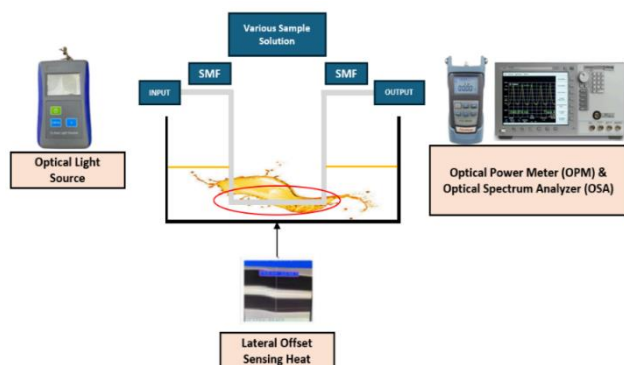 Various Sample
Solution
SMF
SMF
INPUT
OUTPUT
Optical Light
Source
Optical Power Meter (OPM) &
Optical Spectrum Analyzer (OSA)
Lateral Offset
Sensing Heat